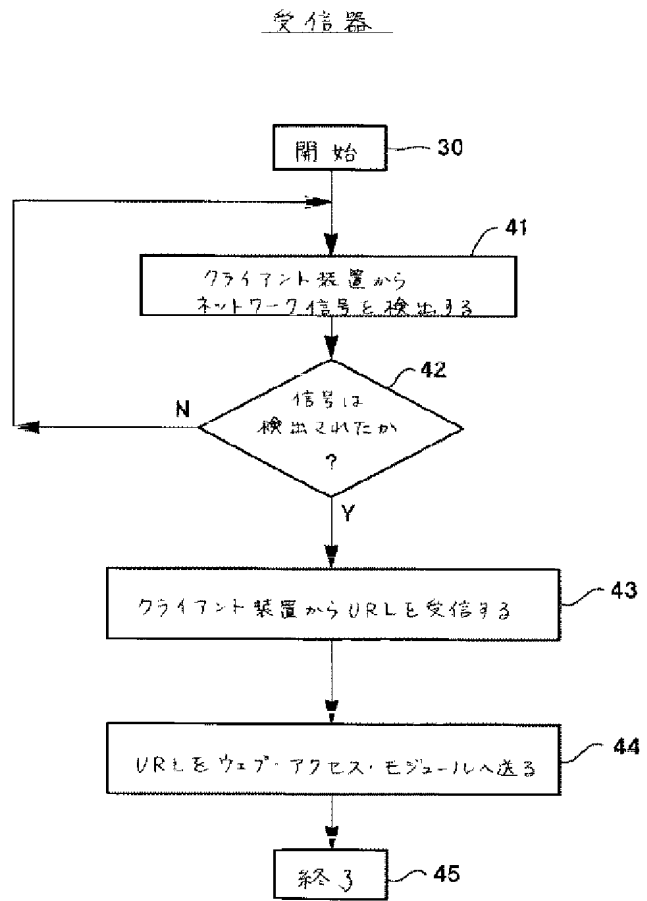 受信器
開始
30
41
クライアント装置から
ネットワーク信号を検出する
42
信号は
検出されたか
?
N
Y
クライアント装置からURLを受信する
43
URLをウェブ・アクセス・モジュールへ送る
44
終了
45